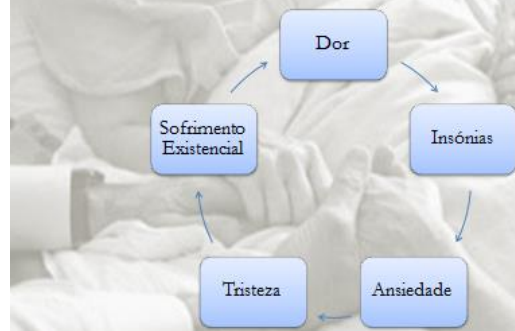 Dor
Insónias
Ansiedade
Tristeza
Sofrimento
Existencial